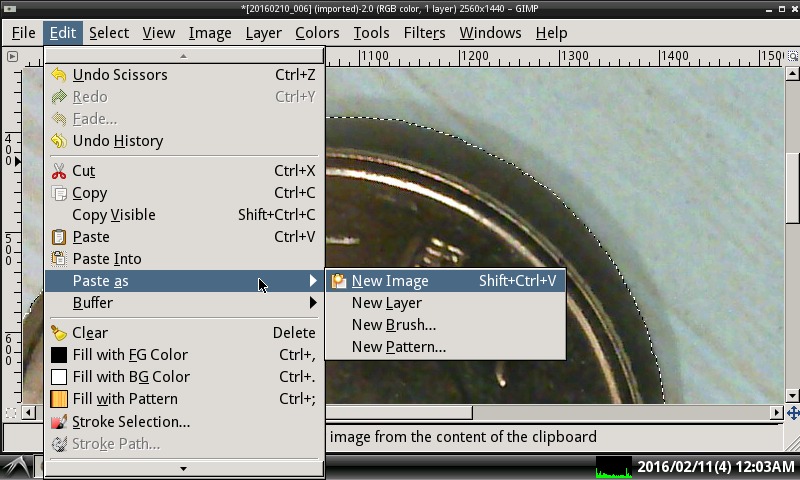 *[20160210_006] (imported)-2.0 (RGB color, 1 layer) 2560x1440 – GIMP
File Edit Select View Image Layer Colors Tools Filters Windows Help
1100 1200 1300 1400
Undo Scissors Ctrl+Z
Redo Ctrl+Y
Fade...
Undo History
400
Cut Ctrl+X
Copy Ctrl+C
Copy Visible Shift+Ctrl+C
Paste Ctrl+V
500
Paste Into
Paste as New Image Shift+Ctrl+V
Buffer New Layer
New Brush...
Clear Delete
600
Fill with FG Color Ctrl+, New Pattern...
Fill with BG Color Ctrl+.
Fill with Pattern Ctrl+;
Stroke Selection...
Stroke Path... image from the content of the clipboard
2016/02/11(4) 12:03AM